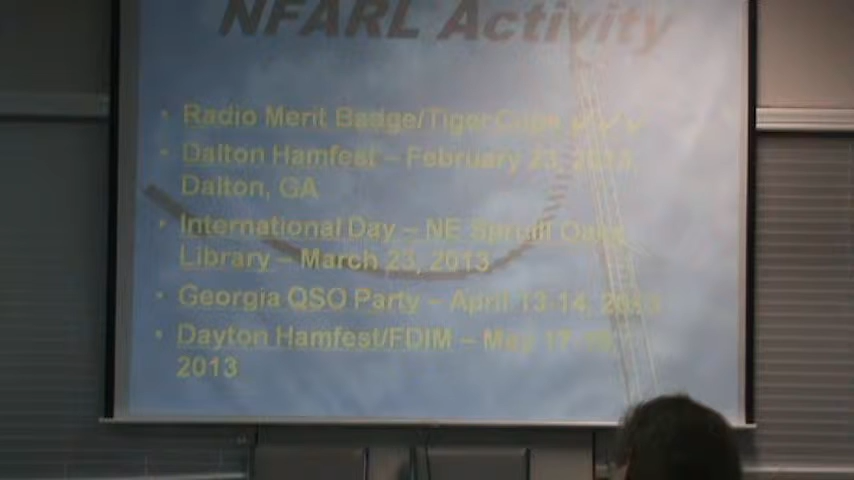 NFARL Activity
• Radio Merit Badge/Tiger Cubs
• Dalton Hamfest – February 23, 2013,
Dalton, GA
• International Day – NE Spruill Oaks
Library – March 23, 2013
• Georgia QSO Party – April 13-14, 2013
• Dayton Hamfest/FDIM – May 17-19,
2013